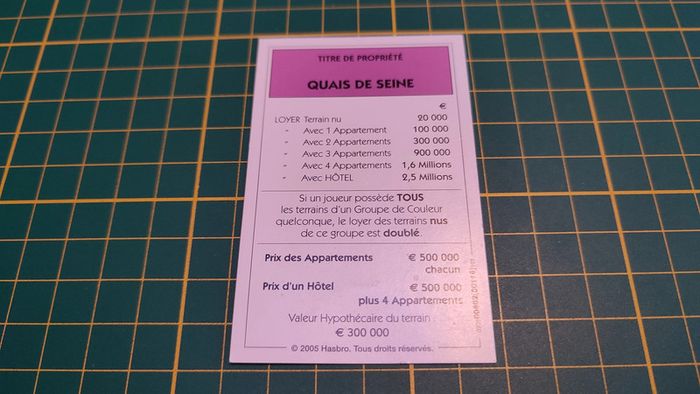 TITRE DE PROPRIÉTÉ
QUAIS DE SEINE
€
LOYER Terrain nu 20 000
" Avec 1 Appartement 100 000
" Avec 2 Appartements 300 000
" Avec 3 Appartements 900 000
" Avec 4 Appartements 1,6 Millions
" Avec HÔTEL 2,5 Millions
Si un joueur possède TOUS
les terrains d'un Groupe de Couleur
quelconque, le loyer des terrains nus
de ce groupe est doublé.
Prix des Appartements € 500 000
chacun
Prix d'un Hôtel € 500 000
plus 4 Appartements
Valeur Hypothécaire du terrain
€ 300 000
© 2005 Hasbro. Tous droits réservés.